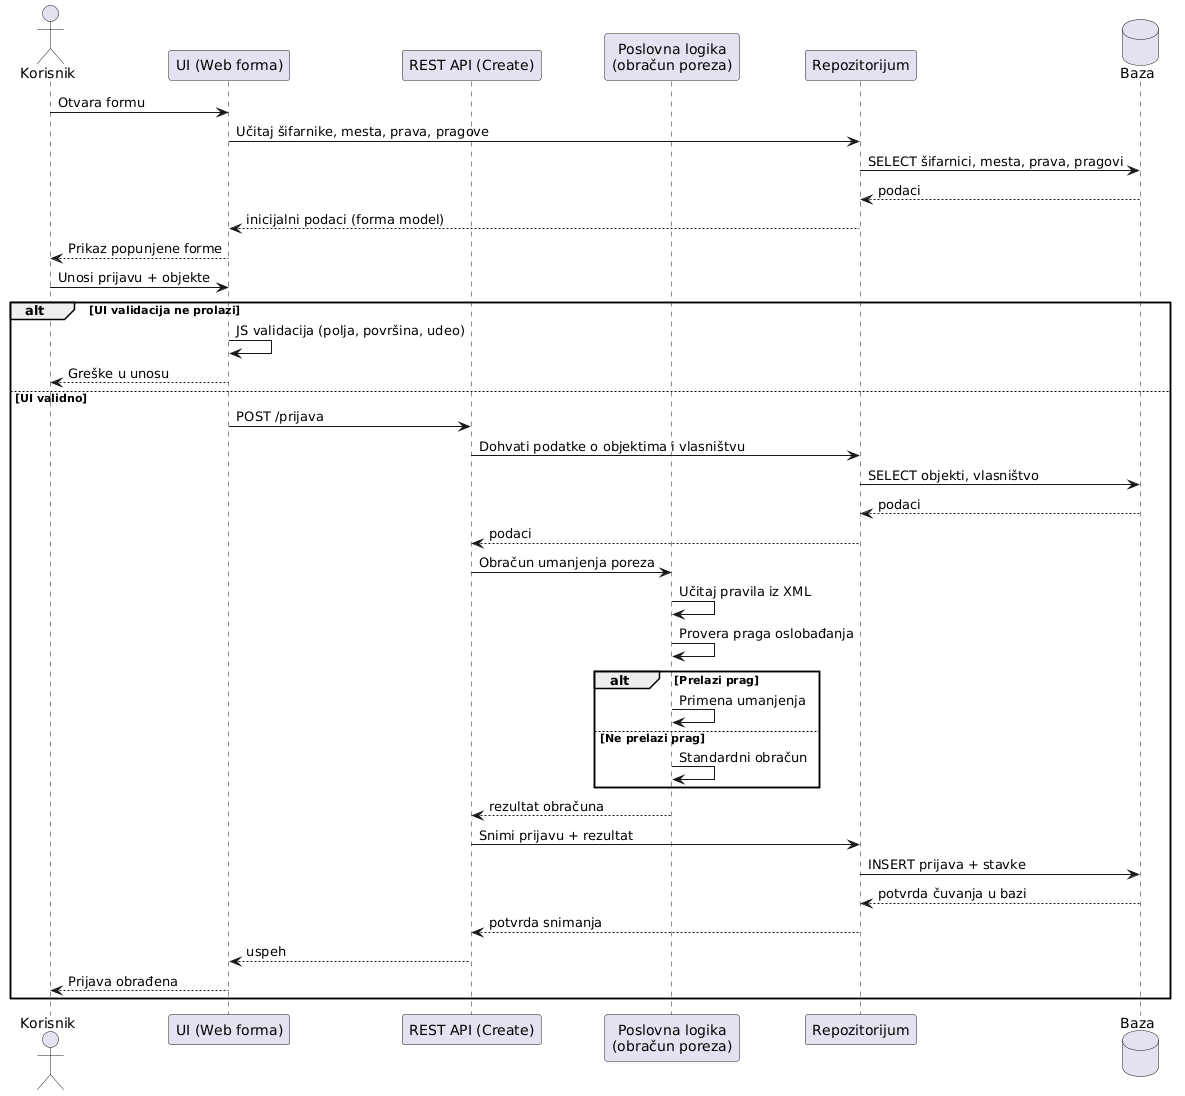 Korisnik
UI (Web forma)
REST API (Create)
Poslovna logika
(obračun poreza)
Repozitorijum
Baza
Otvara formu
Učitaj šifarnike, mesta, prava, pragove
SELECT šifarnici, mesta, prava, pragovi
podaci
inicijalni podaci (forma model)
Prikaz popunjene forme
Unosi prijavu + objekte
alt [UI validacija ne prolazi]
JS validacija (polja, površina, udeo)
Greške u unosu
[UI validno]
POST /prijava
Dohvati podatke o objektima i vlasništvu
SELECT objekti, vlasništvo
podaci
podaci
Obračun umanjenja poreza
Učitaj pravila iz XML
Provera praga oslobađanja
alt [Prelazi prag]
Primena umanjenja
[Ne prelazi prag]
Standardni obračun
rezultat obračuna
Snimi prijavu + rezultat
INSERT prijava + stavke
potvrda čuvanja u bazi
potvrda snimanja
uspeh
Prijava obrađena
Korisnik
UI (Web forma)
REST API (Create)
Poslovna logika
(obračun poreza)
Repozitorijum
Baza